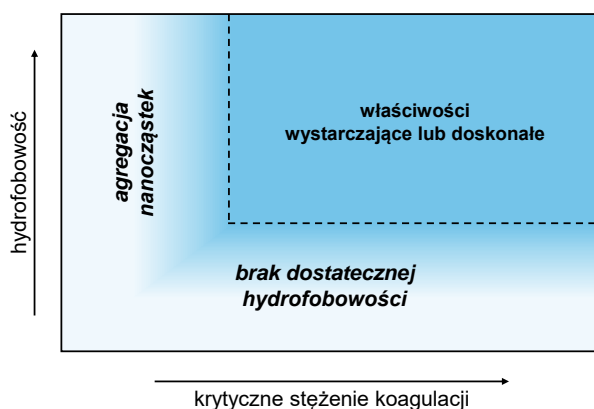 hydrofobowość
agregacja
nanocząstek
właściwości
wystarczające lub doskonałe
brak dostatecznej
hydrofobowości
krytyczne stężenie koagulacji